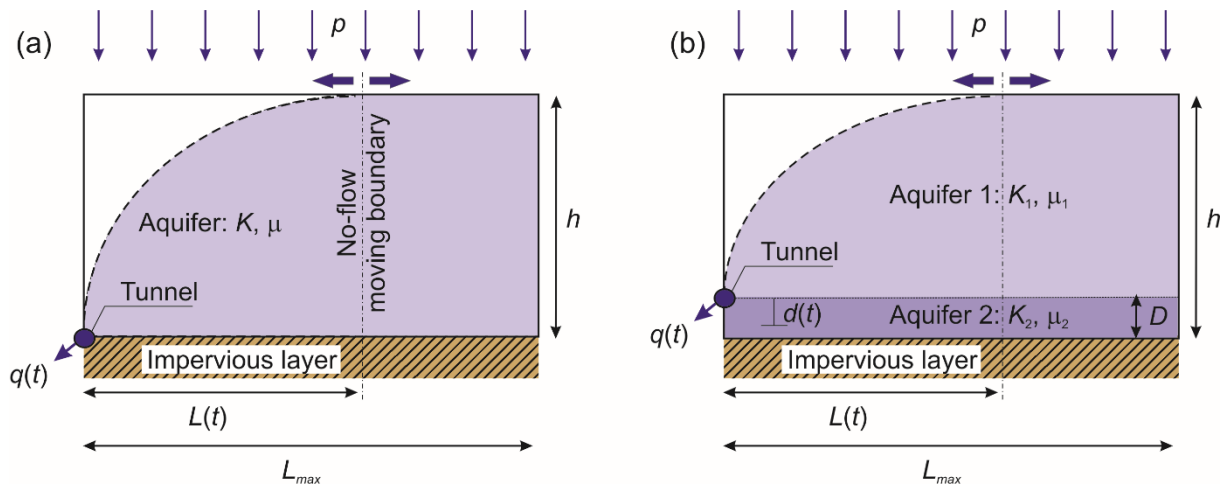 (a)
p
No-flow
moving boundary
Aquifer: K, μ
h
Tunnel
q(t)
Impervious layer
L(t)
Lmax
(b)
p
Aquifer 1: K₁, μ₁
h
Tunnel
d(t)
Aquifer 2: K₂, μ₂
D
q(t)
Impervious layer
L(t)
Lmax